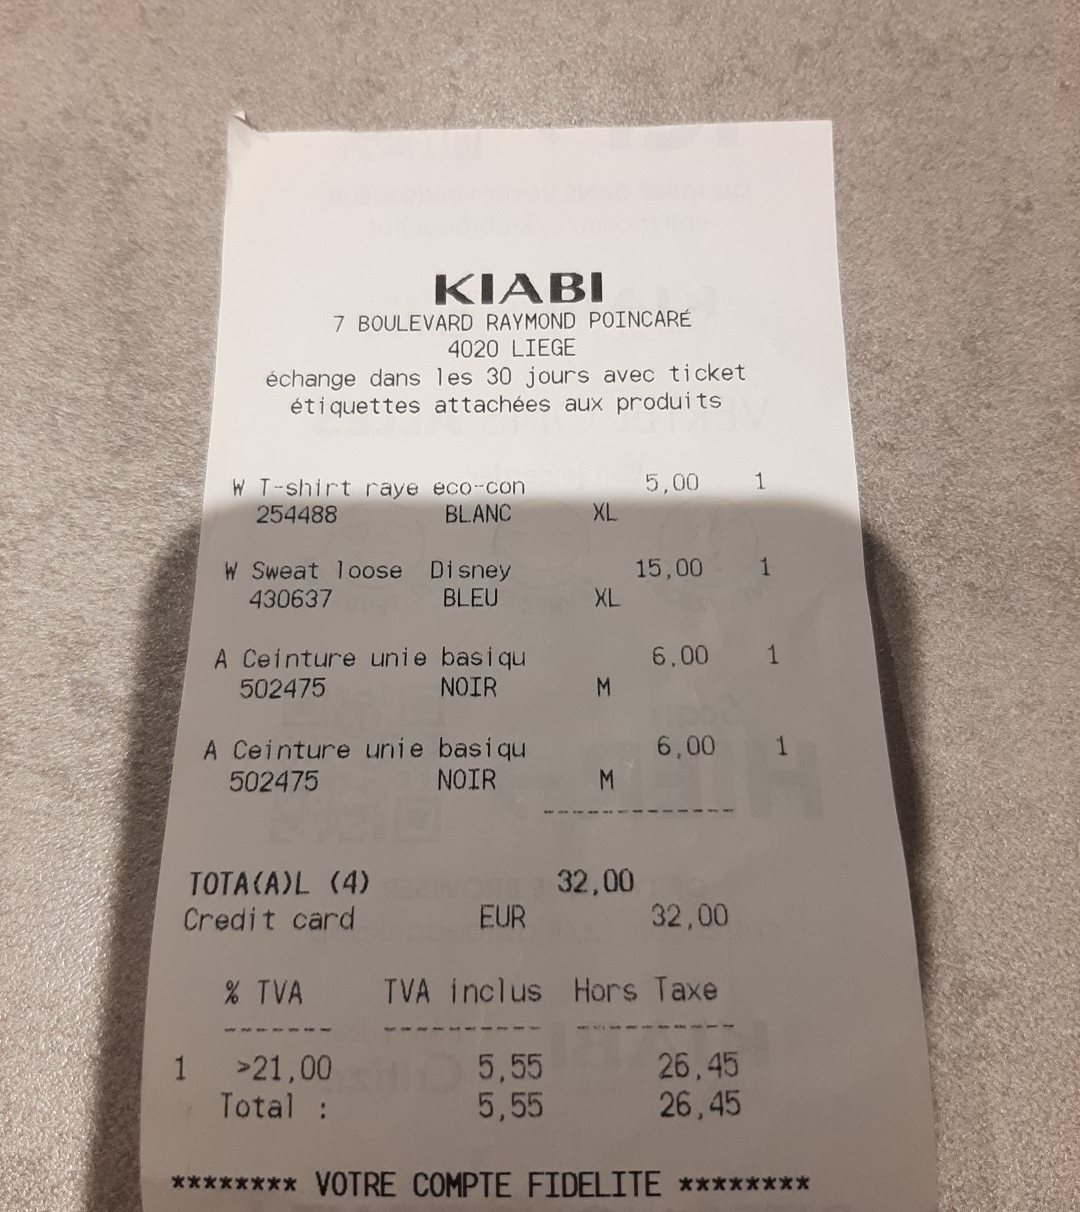 KIABI
7 BOULEVARD RAYMOND POINCARÉ
4020 LIEGE
échange dans les 30 jours avec ticket
étiquettes attachées aux produits
W T-shirt raye eco-con 5,00 1
254488 BLANC XL
W Sweat loose Disney 15,00 1
430637 BLEU XL
A Ceinture unie basiqu 6,00 1
502475 NOIR M
A Ceinture unie basiqu 6,00 1
502475 NOIR M
--------------
TOTA(A)L (4) 32,00
Credit card EUR 32,00
% TVA TVA inclus Hors Taxe
------- ---------- ----------
1 >21,00 5,55 26,45
Total : 5,55 26,45
******** VOTRE COMPTE FIDELITE ********